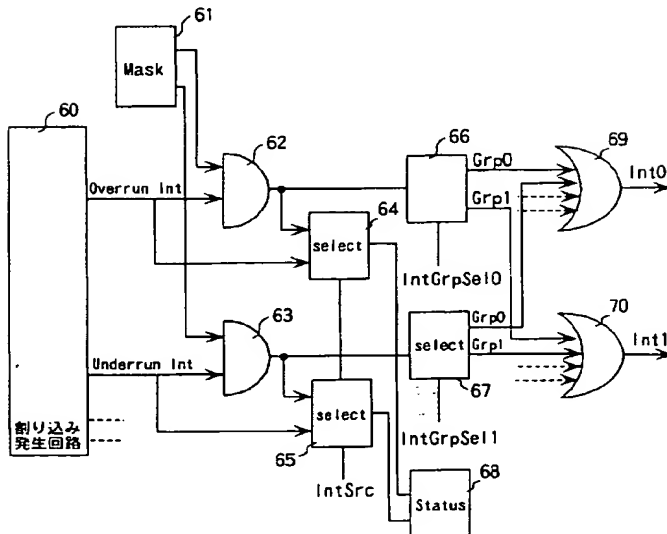 61
Mask
60
62
66
69
Grp0
Int0
Overrun Int
64
Grp1
select
IntGrpSel0
63
Grp0
70
select
Grp1
Int1
Underrun Int
67
select
割り込み
発生回路
65
IntGrpSel1
68
IntSrc
Status